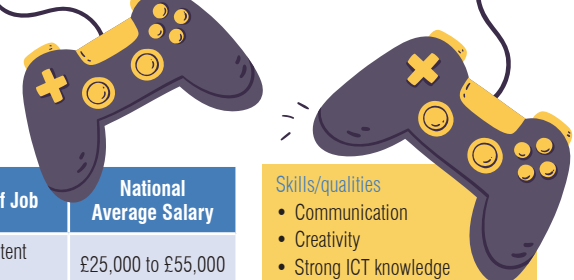 f Job
National
Average Salary
tent
£25,000 to £55,000
Skills/qualities
• Communication
• Creativity
• Strong ICT knowledge